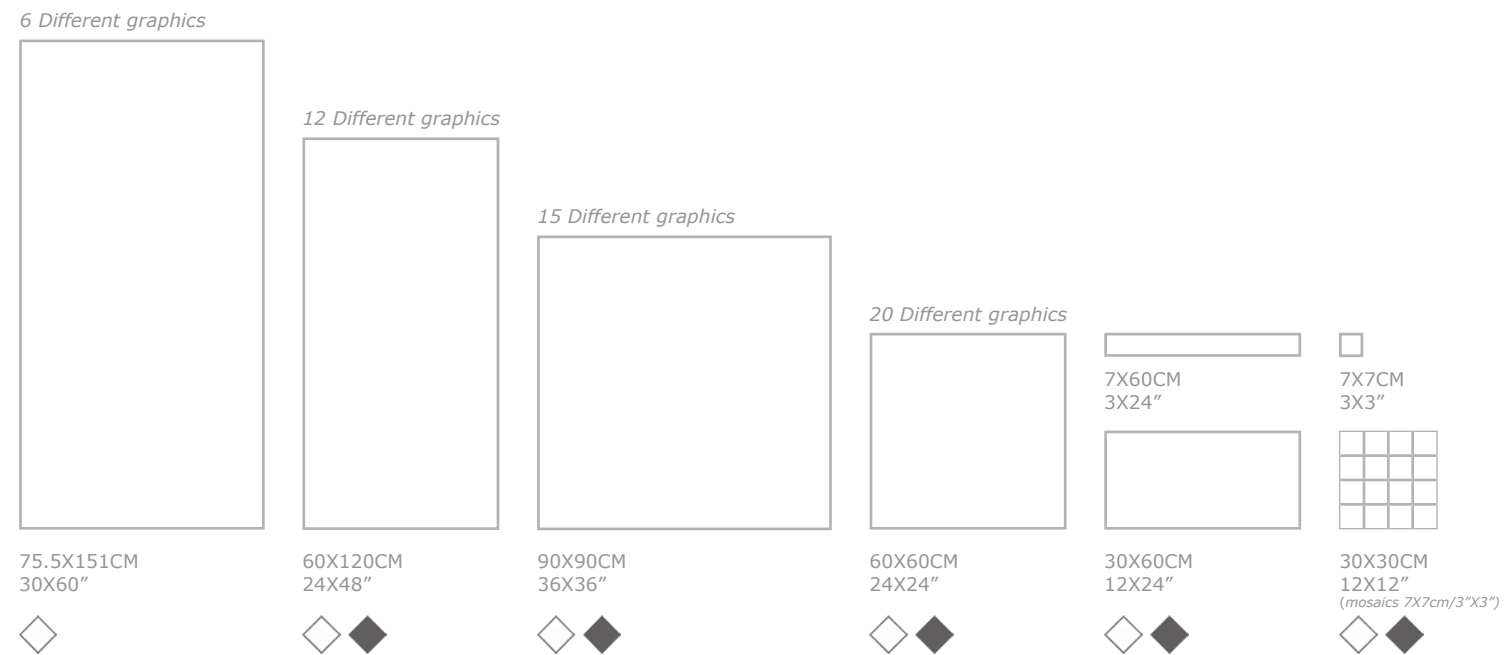 6 Different graphics
12 Different graphics
15 Different graphics
20 Different graphics
7X60CM
3X24”
7X7CM
3X3”
75.5X151CM
30X60”
60X120CM
24X48”
90X90CM
36X36”
60X60CM
24X24”
30X60CM
12X24”
30X30CM
12X12”
(mosaics 7X7cm/3”X3”)